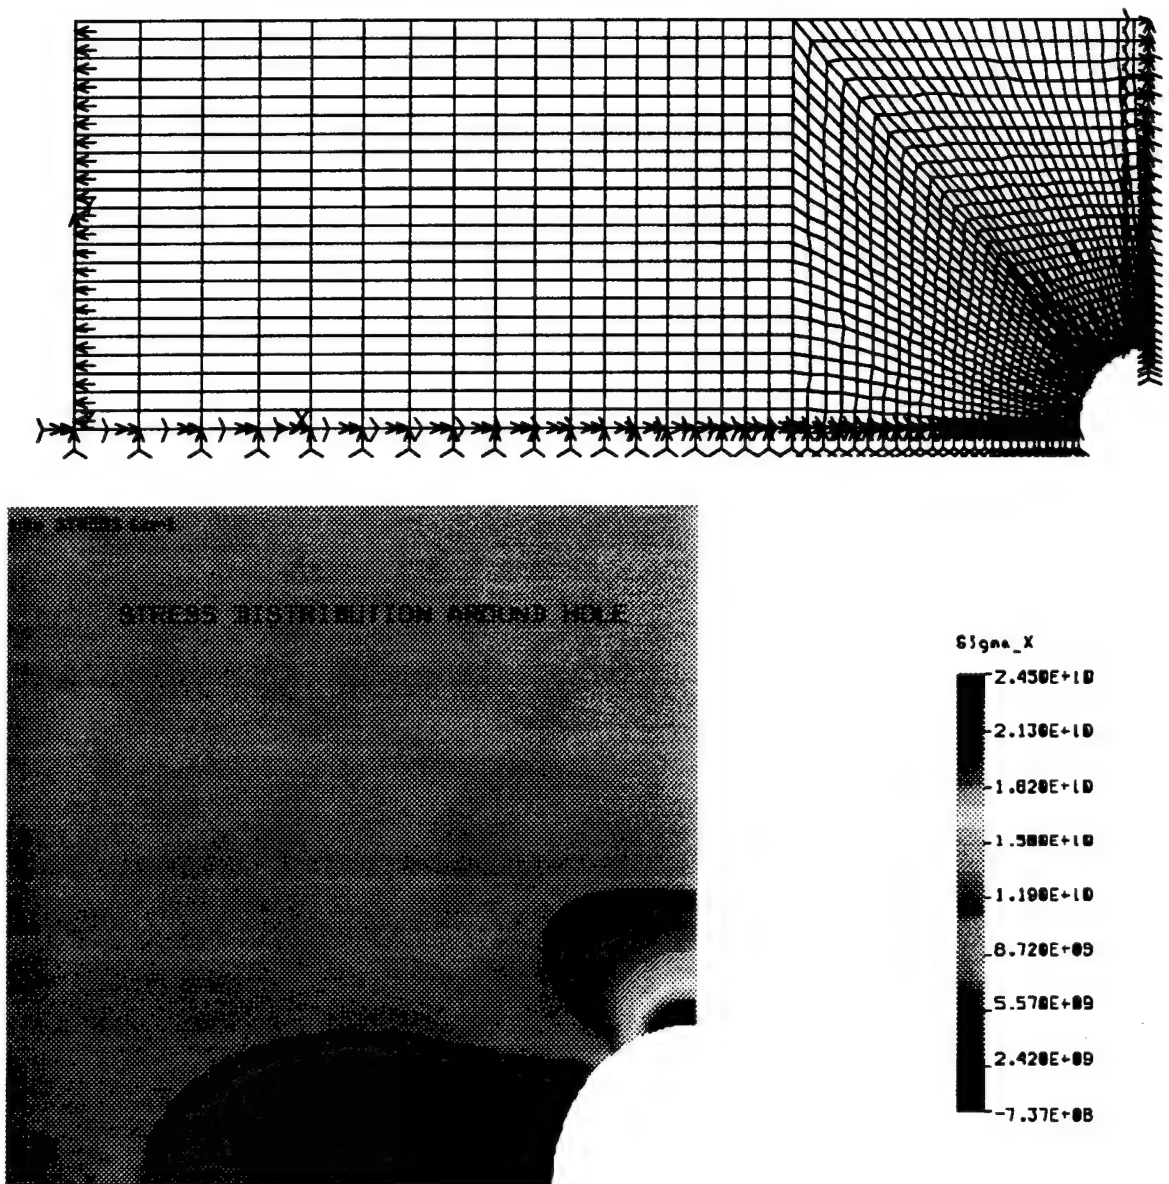 Y
X
STRESS DISTRIBUTION AROUND HOLE
Sigma_X
2.450E+10
2.130E+10
1.820E+10
1.500E+10
1.190E+10
8.720E+09
5.570E+09
2.420E+09
-7.37E+08